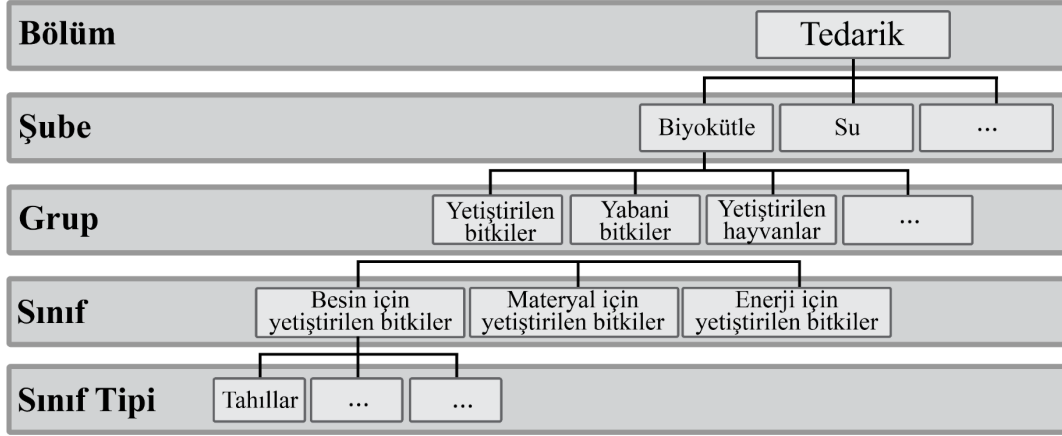 Bölüm
Tedarik
Şube
Biyokütle
Su
...
Grup
Yetiştirilen
bitkiler
Yabani
bitkiler
Yetiştirilen
hayvanlar
...
Sınıf
Besin için
yetiştirilen bitkiler
Materyal için
yetiştirilen bitkiler
Enerji için
yetiştirilen bitkiler
Sınıf Tipi
Tahıllar
...
...